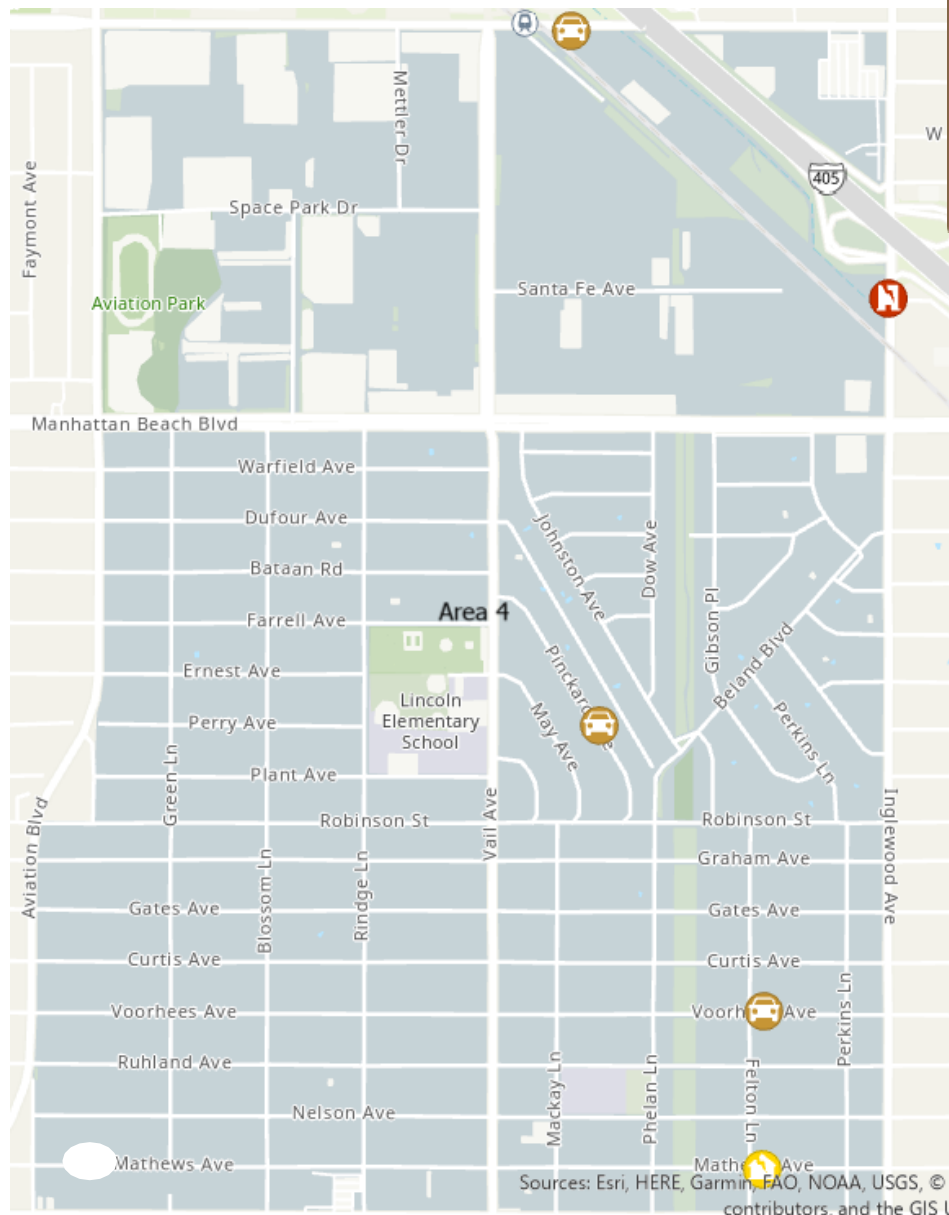 Mettler Dr
W
405
Faymont Ave
Space Park Dr
Santa Fe Ave
Aviation Park
Manhattan Beach Blvd
Warfield Ave
Dufour Ave
Johnston Ave
Dow Ave
Bataan Rd
Area 4
Farrell Ave
Gibson Pl
Beland Blvd
Ernest Ave
Lincoln
Elementary
School
Perry Ave
May Ave
Perkins Ln
Green Ln
Plant Ave
Vail Ave
Robinson St
Robinson St
Inglewood Ave
Aviation Blvd
Blossom Ln
Rindge Ln
Graham Ave
Gates Ave
Gates Ave
Curtis Ave
Curtis Ave
Voorhees Ave
Ave
Perkins Ln
Ruhland Ave
Mackay Ln
Phelan Ln
Felton Ln
Nelson Ave
Mathews Ave
Ave
Sources: Esri, HERE, Garmin, FAO, NOAA, USGS, ©
contributors, and the GIS